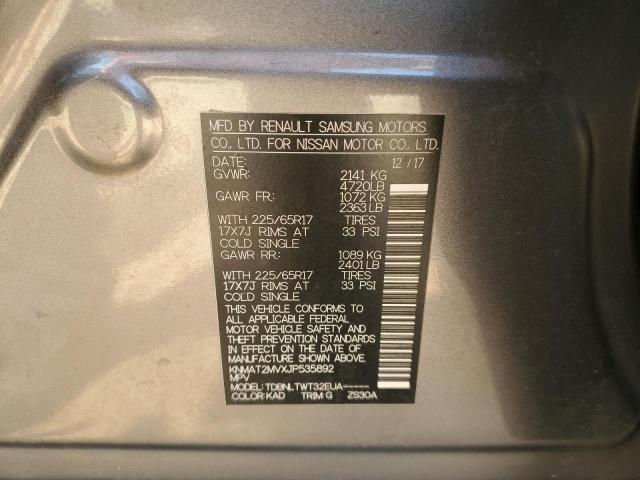 MFD BY RENAULT SAMSUNG MOTORS
CO., LTD. FOR NISSAN MOTOR CO., LTD.
DATE: 12 / 17
GVWR: 2141 KG
4720LB
GAWR FR: 1072 KG
2363 LB
WITH 225/65R17 TIRES
17X7J RIMS AT 33 PSI
COLD SINGLE
GAWR RR: 1089 KG
2401 LB
WITH 225/65R17 TIRES
17X7J RIMS AT 33 PSI
COLD SINGLE
THIS VEHICLE CONFORMS TO
ALL APPLICABLE FEDERAL
MOTOR VEHICLE SAFETY AND
THEFT PREVENTION STANDARDS
IN EFFECT ON THE DATE OF
MANUFACTURE SHOWN ABOVE.
KNMAT2MVXJP535892
MPV
MODEL: TDBNLTWT32EUA-----
COLOR: KAD TRIM: G ZS30A